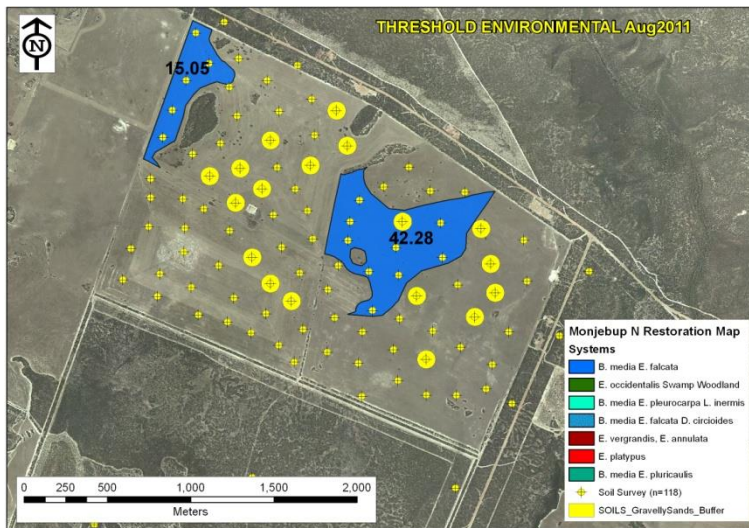 THRESHOLD ENVIRONMENTAL Aug2011
N
15.05
42.28
Monjebup N Restoration Map
Systems
B. media E. falcata
E. occidentalis Swamp Woodland
B. media E. pleurocarpa L. inermis
B. media E. falcata D. circioides
E. vergrandis, E. annulata
E. platypus
B. media E. pluricaulis
Soil Survey (n=118)
SOILS_GravellySands_Buffer
0 250 500 1,000 1,500 2,000
Meters